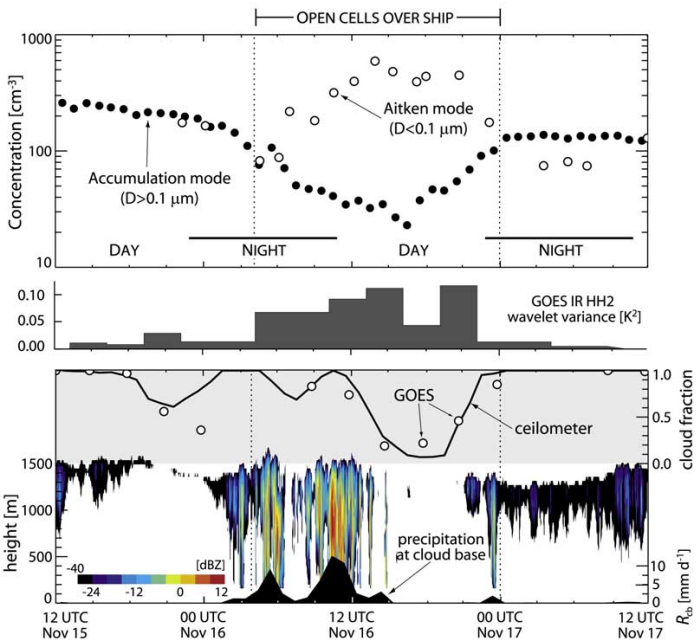 OPEN CELLS OVER SHIP
1000
100
10
Concentration [cm-3]
Aitken mode
(D<0.1 μm)
Accumulation mode
(D>0.1 μm)
DAY
NIGHT
DAY
NIGHT
0.10
0.05
0.00
GOES IR HH2
wavelet variance [K2]
GOES
ceilometer
1.0
0.5
0.0
cloud fraction
1500
1000
500
0
height [m]
precipitation
at cloud base
-40
[dBZ]
-24
-12
0
12
10
5
0
Rcb [mm d-1]
12 UTC
Nov 15
00 UTC
Nov 16
12 UTC
Nov 16
00 UTC
Nov 17
12 UTC
Nov 17